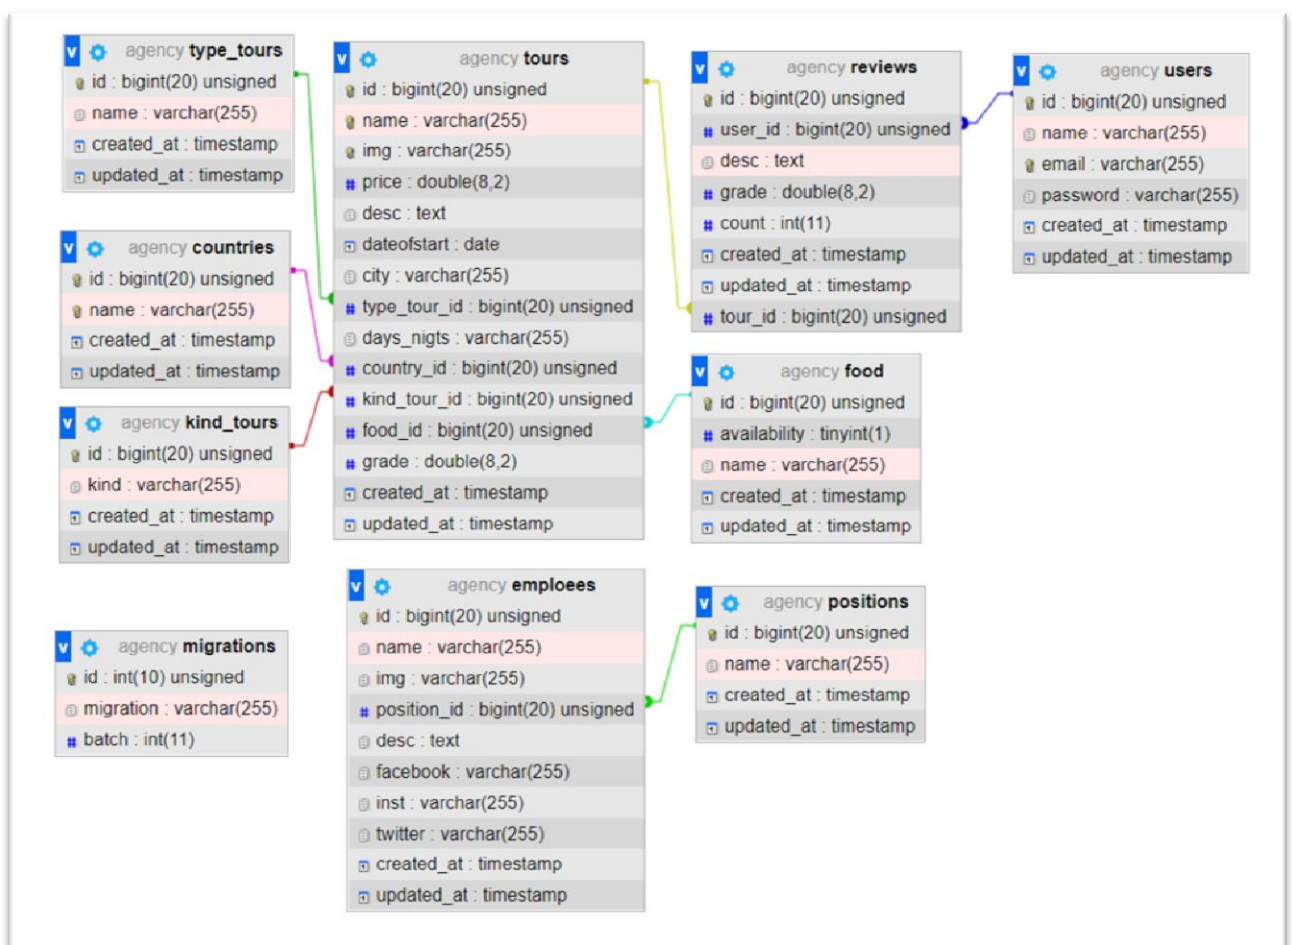 agency type_tours
id : bigint(20) unsigned
name : varchar(255)
created_at : timestamp
updated_at : timestamp
agency countries
id : bigint(20) unsigned
name : varchar(255)
created_at : timestamp
updated_at : timestamp
agency kind_tours
id : bigint(20) unsigned
kind : varchar(255)
created_at : timestamp
updated_at : timestamp
agency migrations
id : int(10) unsigned
migration : varchar(255)
batch : int(11)
agency tours
id : bigint(20) unsigned
name : varchar(255)
img : varchar(255)
price : double(8,2)
desc : text
dateofstart : date
city : varchar(255)
type_tour_id : bigint(20) unsigned
days_nigts : varchar(255)
country_id : bigint(20) unsigned
kind_tour_id : bigint(20) unsigned
food_id : bigint(20) unsigned
grade : double(8,2)
created_at : timestamp
updated_at : timestamp
agency emploees
id : bigint(20) unsigned
name : varchar(255)
img : varchar(255)
position_id : bigint(20) unsigned
desc : text
facebook : varchar(255)
inst : varchar(255)
twitter : varchar(255)
created_at : timestamp
updated_at : timestamp
agency reviews
id : bigint(20) unsigned
user_id : bigint(20) unsigned
desc : text
grade : double(8,2)
count : int(11)
created_at : timestamp
updated_at : timestamp
tour_id : bigint(20) unsigned
agency food
id : bigint(20) unsigned
availability : tinyint(1)
name : varchar(255)
created_at : timestamp
updated_at : timestamp
agency positions
id : bigint(20) unsigned
name : varchar(255)
created_at : timestamp
updated_at : timestamp
agency users
id : bigint(20) unsigned
name : varchar(255)
email : varchar(255)
password : varchar(255)
created_at : timestamp
updated_at : timestamp